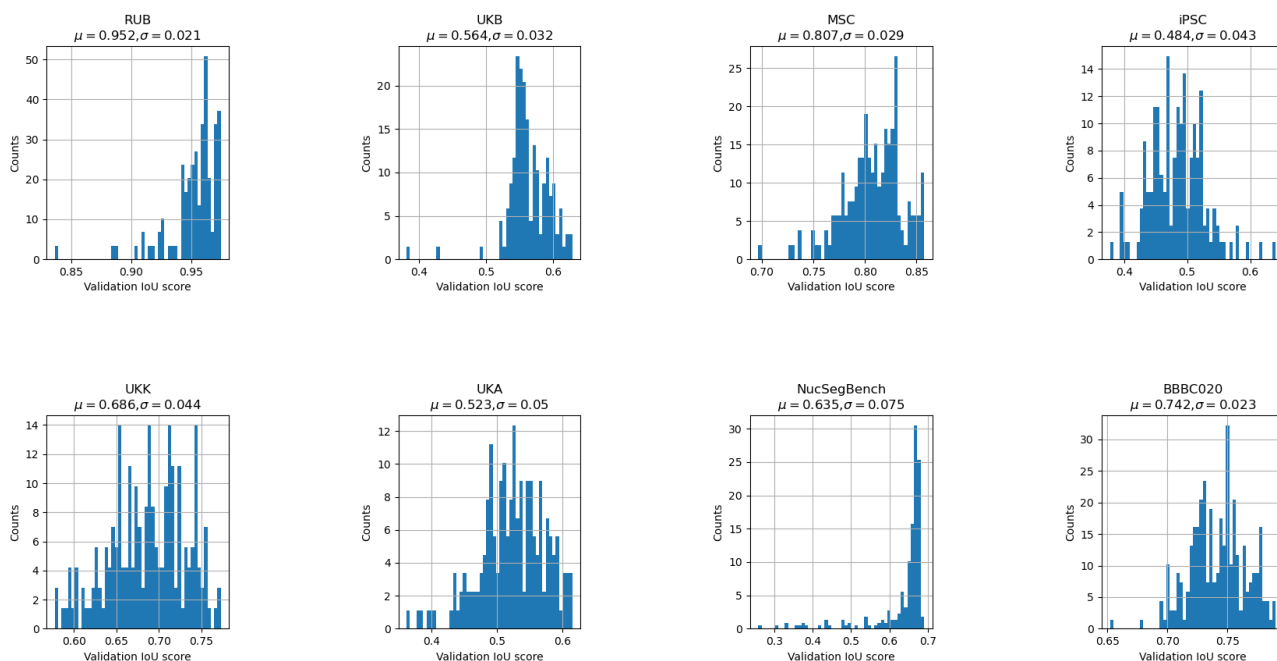 RUB
μ = 0.952,σ = 0.021
50
40
30
20
10
0
Counts
0.85 0.90 0.95
Validation IoU score
UKB
μ = 0.564,σ = 0.032
20
15
10
5
0
Counts
0.4 0.5 0.6
Validation IoU score
MSC
μ = 0.807,σ = 0.029
25
20
15
10
5
0
Counts
0.70 0.75 0.80 0.85
Validation IoU score
iPSC
μ = 0.484,σ = 0.043
14
12
10
8
6
4
2
0
Counts
0.4 0.5 0.6
Validation IoU score
UKK
μ = 0.686,σ = 0.044
14
12
10
8
6
4
2
0
Counts
0.60 0.65 0.70 0.75
Validation IoU score
UKA
μ = 0.523,σ = 0.05
12
10
8
6
4
2
0
Counts
0.4 0.5 0.6
Validation IoU score
NucSegBench
μ = 0.635,σ = 0.075
30
25
20
15
10
5
0
Counts
0.3 0.4 0.5 0.6 0.7
Validation IoU score
BBBC020
μ = 0.742,σ = 0.023
30
25
20
15
10
5
0
Counts
0.65 0.70 0.75
Validation IoU score